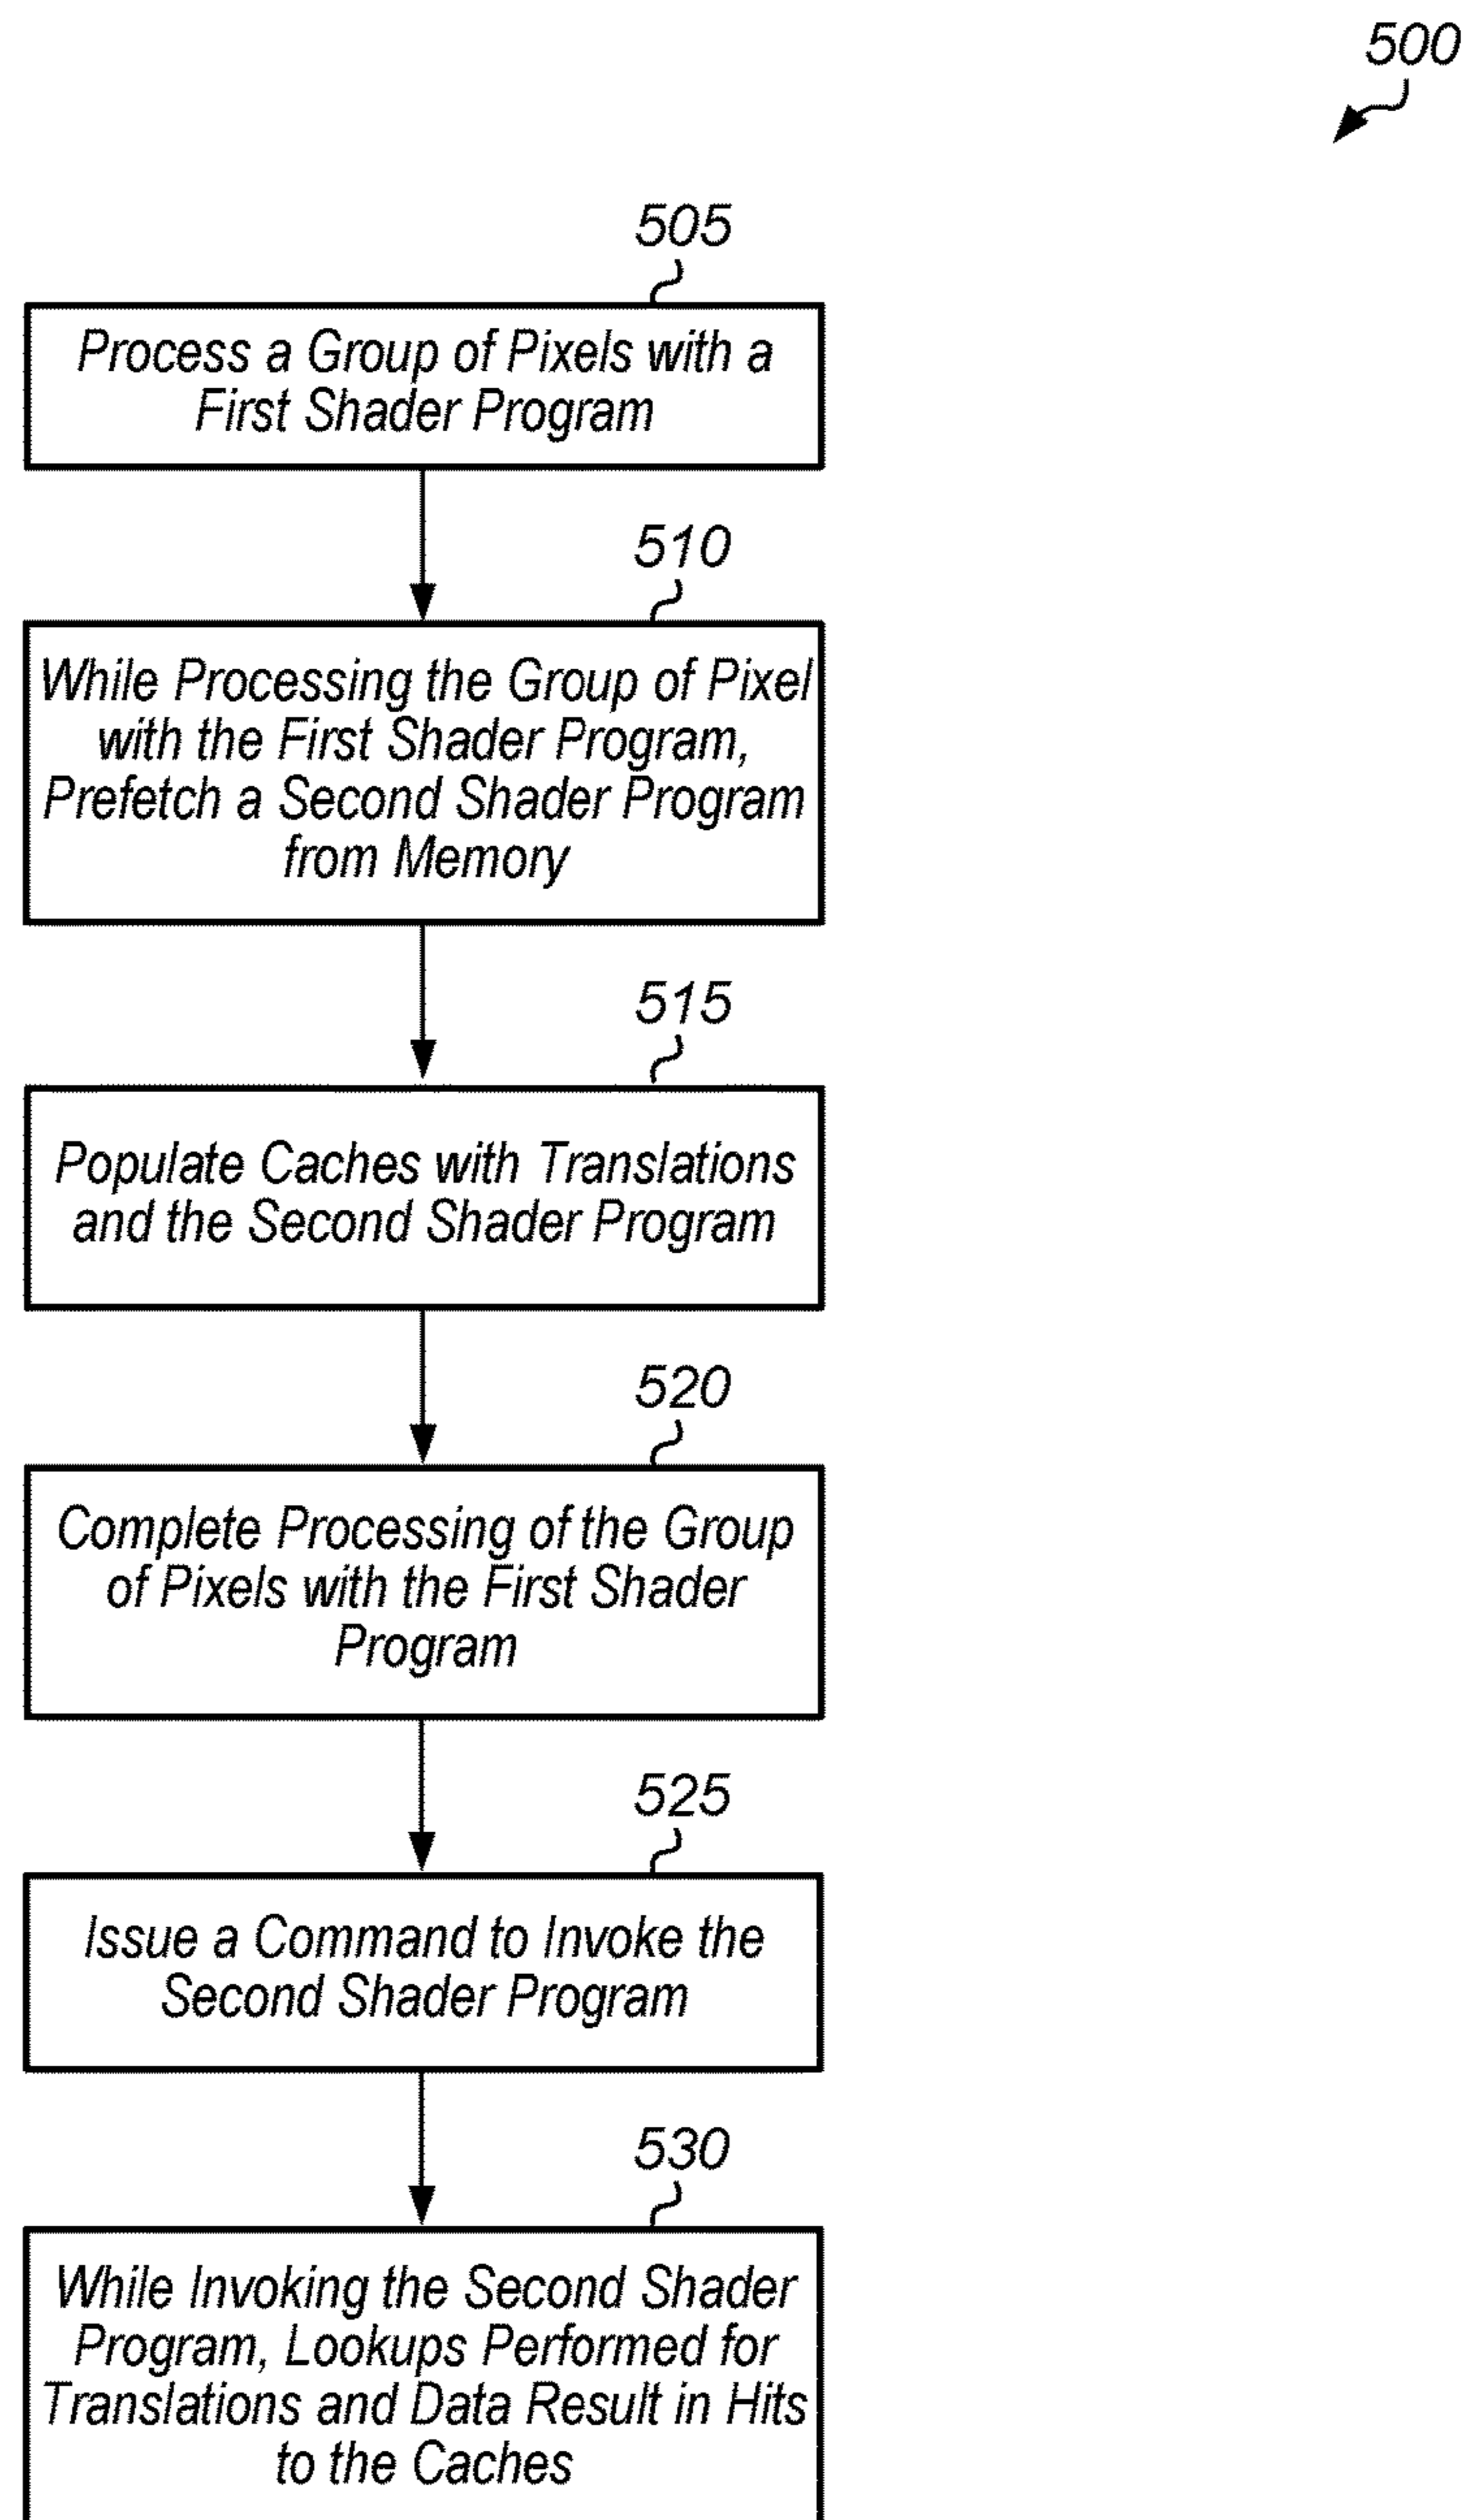 500
505
Process a Group of Pixels with a
First Shader Program
510
While Processing the Group of Pixel
with the First Shader Program,
Prefetch a Second Shader Program
from Memory
515
Populate Caches with Translations
and the Second Shader Program
520
Complete Processing of the Group
of Pixels with the First Shader
Program
525
Issue a Command to Invoke the
Second Shader Program
530
While Invoking the Second Shader
Program, Lookups Performed for
Translations and Data Result in Hits
to the Caches